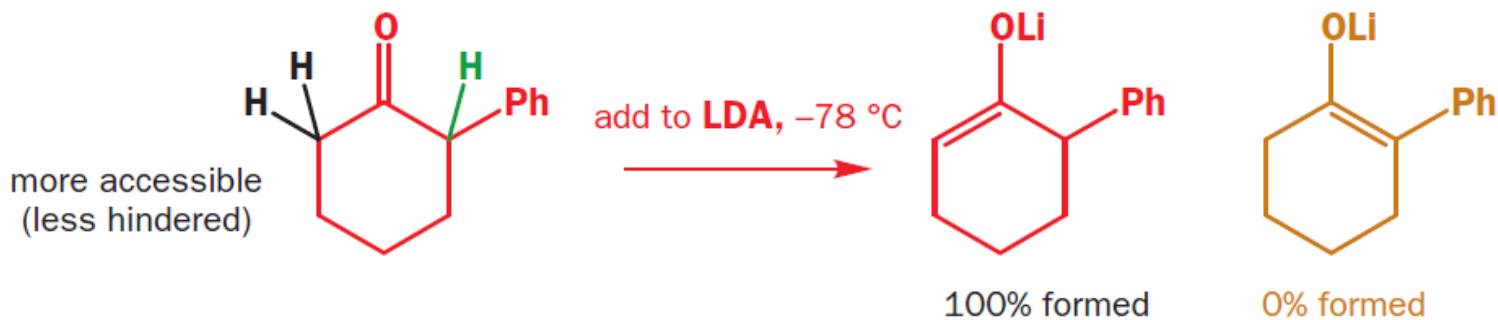 O
H
H
H
Ph
more accessible
(less hindered)
add to LDA, –78 °C
OLi
Ph
100% formed
OLi
Ph
0% formed